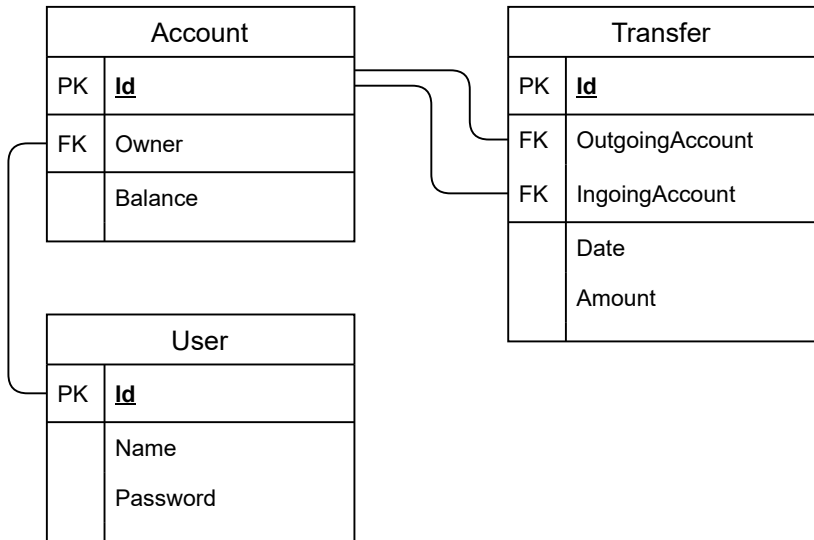 Account
PK Id
FK Owner
Balance
Transfer
PK Id
FK OutgoingAccount
FK IngoingAccount
Date
Amount
User
PK Id
Name
Password